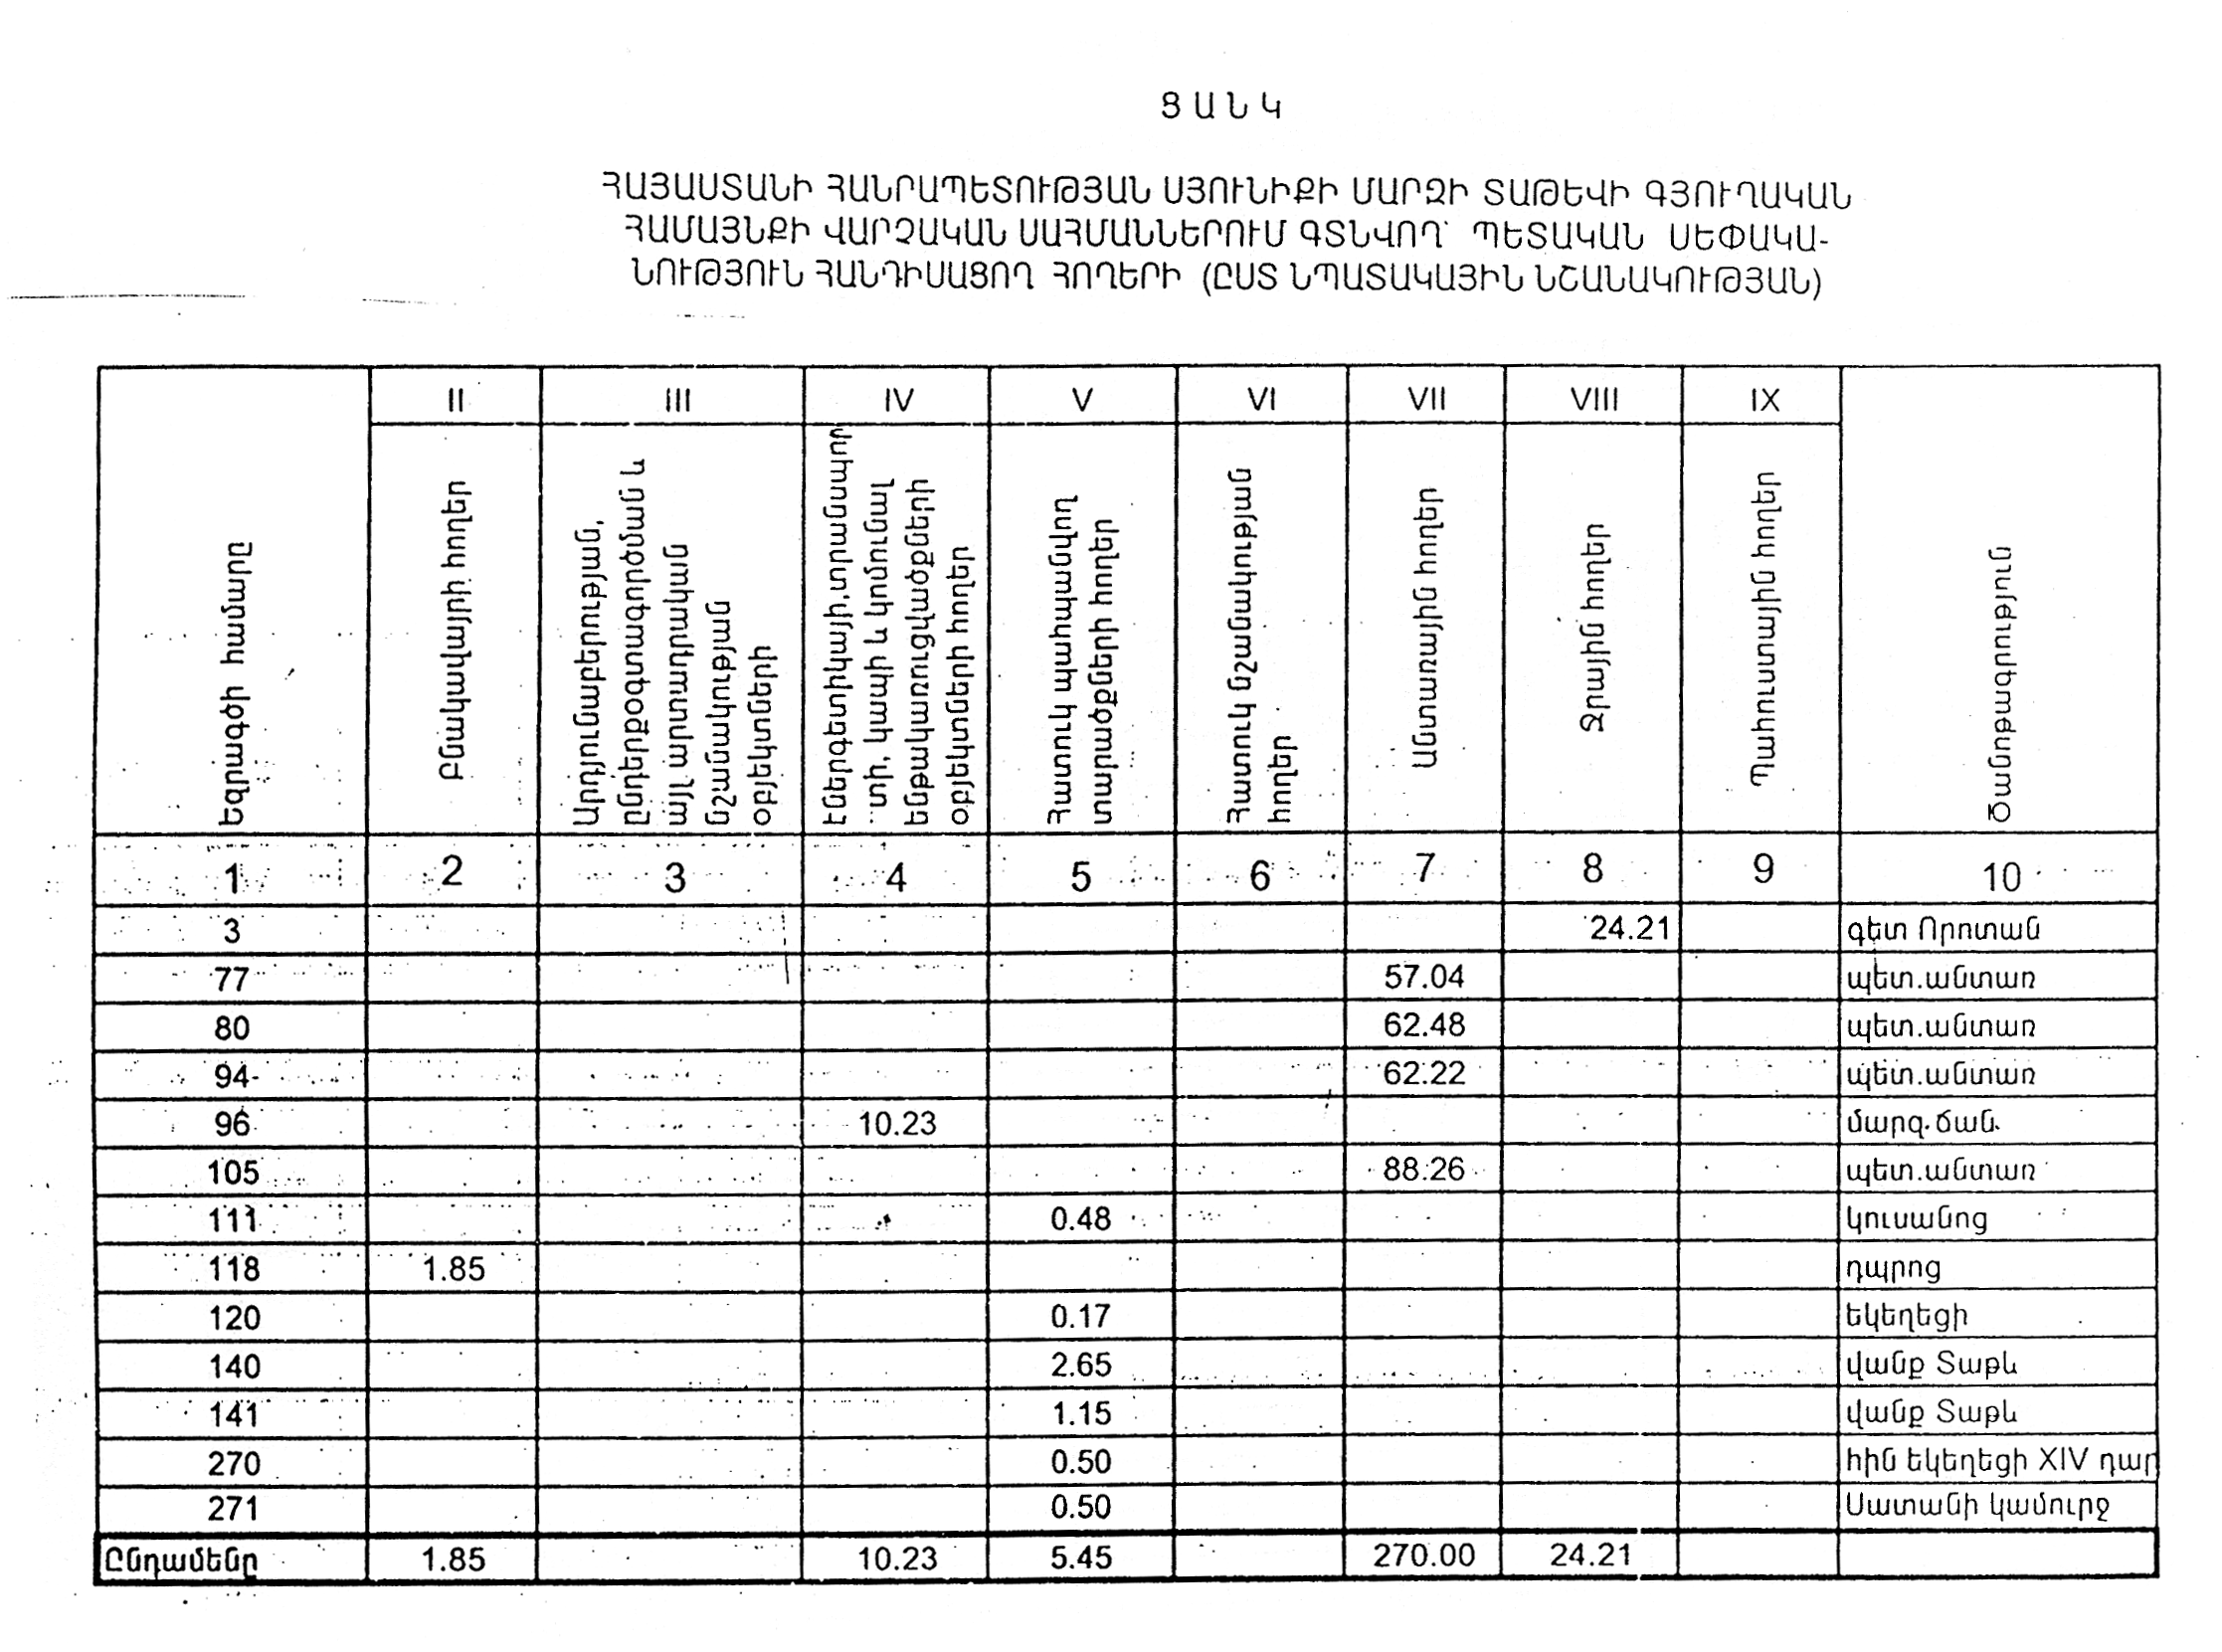 ՑԱՆԿ
ՀԱՅԱՍՏԱՆԻ ՀԱՆՐԱՊԵՏՈՒԹՅԱՆ ՍՅՈՒՆԻՔԻ ՄԱՐԶԻ ՏԱԹԵՎԻ ԳՅՈՒՂԱԿԱՆ
ՀԱՄԱՅՆՔԻ ՎԱՐՉԱԿԱՆ ՍԱՀՄԱՆՆԵՐՈՒՄ ԳՏՆՎՈՂ՝ ՊԵՏԱԿԱՆ ՍԵՓԱԿԱ-
ՆՈՒԹՅՈՒՆ ՀԱՆԴԻՍԱՑՈՂ ՀՈՂԵՐԻ (ԸՍՏ ՆՊԱՏԱԿԱՅԻՆ ՆՇԱՆԱԿՈՒԹՅԱՆ)
II III IV V VI VII VIII IX
Եզրագծի համարն
Բնակավայրի հողեր
Արդյունաբերության,
ընդերքօգտագործման և
այլ արտադրական
նշանակության
օբյեկտների
Էներգետիկայի, տրանսպորտի
կապի և կոմունալ
ենթակառուցվածքների
օբյեկտների հողեր
Հատուկ պահպանվող
տարածքների հողեր
Հատուկ նշանակության
հողեր
Անտառային հողեր
Ջրային հողեր
Պահուստային հողեր
Ծանոթագրություն
1 2 3 4 5 6 7 8 9 10
3 24.21 գետ Որոտան
77 57.04 պետ.անտառ
80 62.48 պետ.անտառ
94 62.22 պետ.անտառ
96 10.23 մարզ.ճան.
105 88.26 պետ.անտառ
111 0.48 կուսանոց
118 1.85 դպրոց
120 0.17 եկեղեցի
140 2.65 վանք Տաթև
141 1.15 վանք Տաթև
270 0.50 հին եկեղեցի XIV դար
271 0.50 Սատանի կամուրջ
Ընդամենը 1.85 10.23 5.45 270.00 24.21